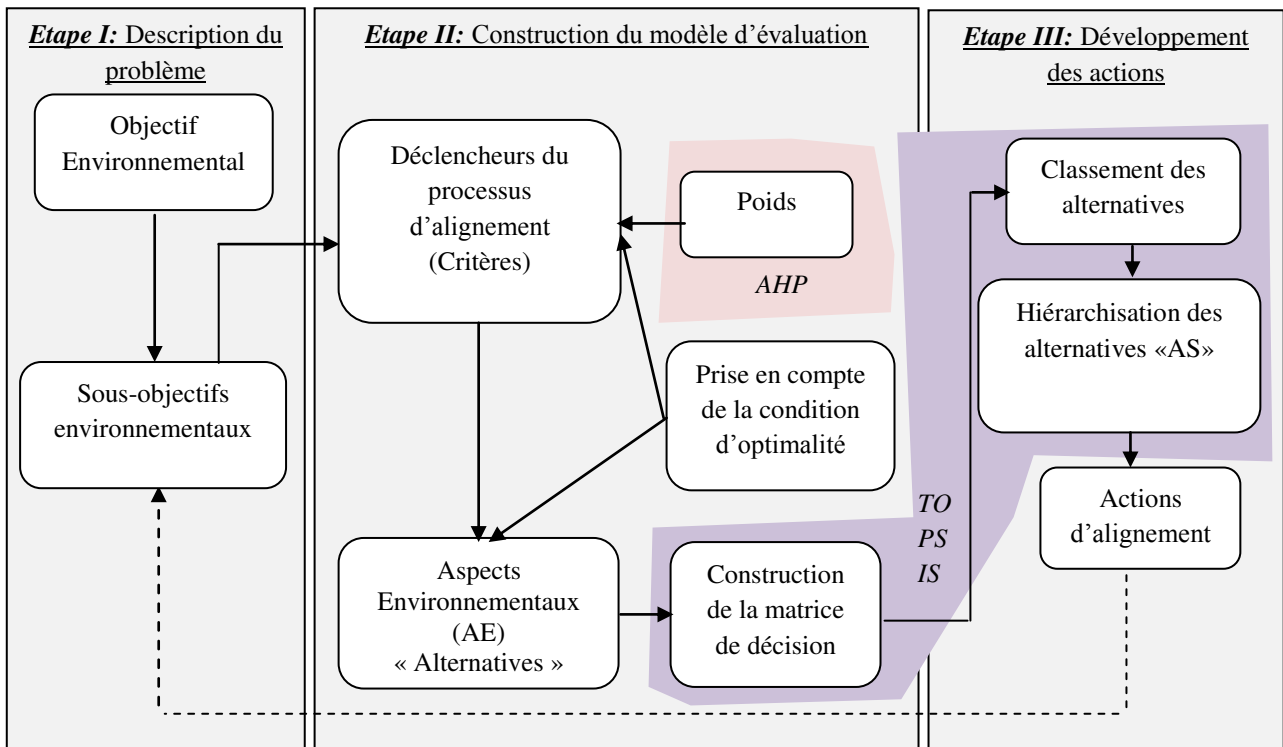 Etape I: Description du
problème
Objectif
Environnemental
Sous-objectifs
environnementaux
Etape II: Construction du modèle d’évaluation
Déclencheurs du
processus
d’alignement
(Critères)
Poids
AHP
Prise en compte
de la condition
d’optimalité
Aspects
Environnementaux
(AE)
« Alternatives »
Construction
de la matrice
de décision
TO
PS
IS
Etape III: Développement
des actions
Classement des
alternatives
Hiérarchisation des
alternatives «AS»
Actions
d’alignement